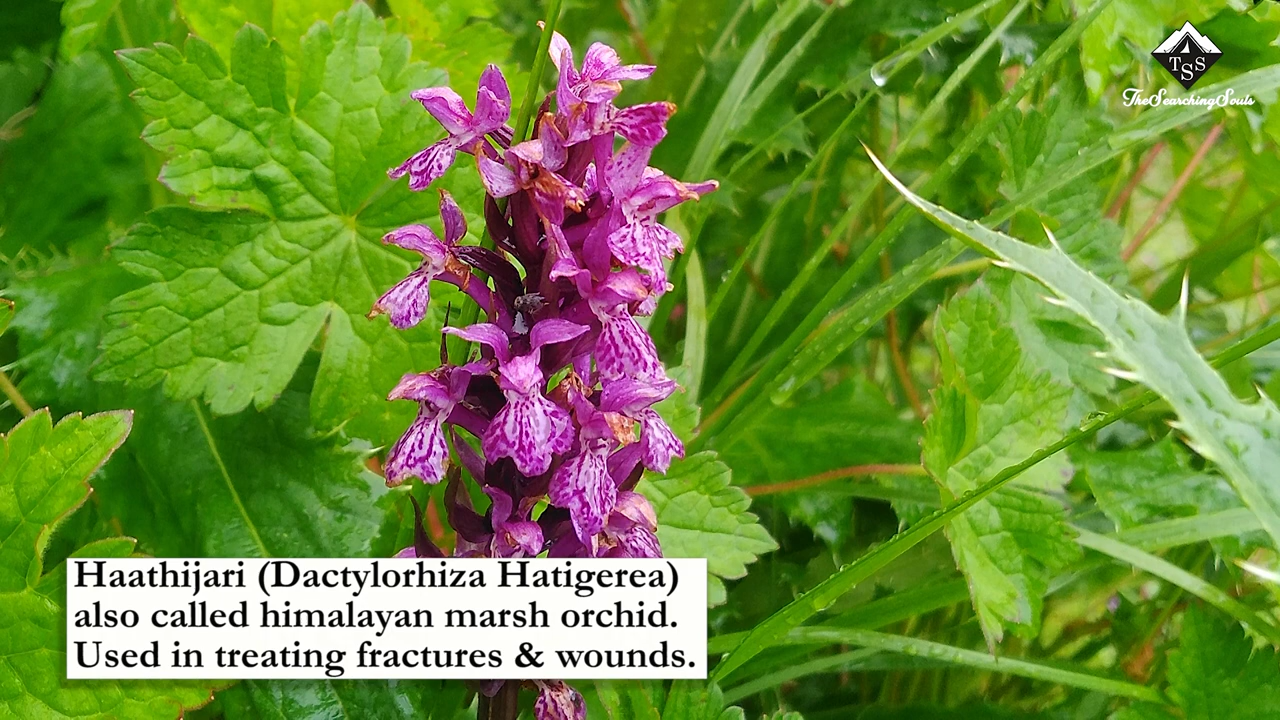 TSS
TheSearchingSouls
Haathijari (Dactylorhiza Hatigerea)
also called himalayan marsh orchid.
Used in treating fractures & wounds.